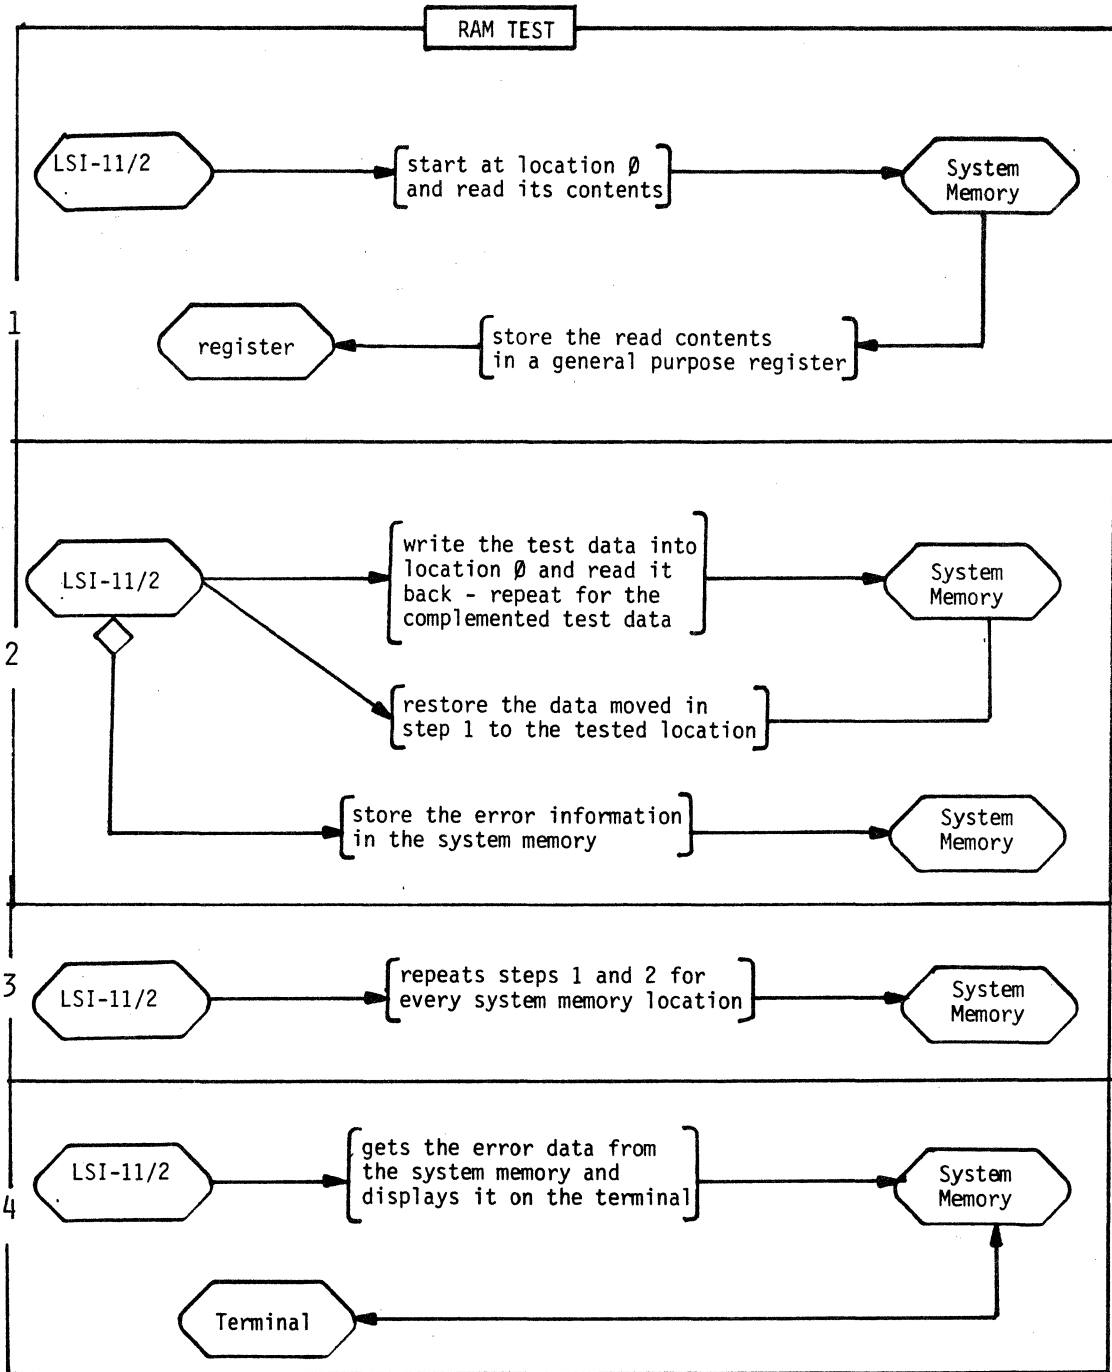 RAM TEST
LSI-11/2
start at location Ø
and read its contents
System
Memory
1
register
store the read contents
in a general purpose register
LSI-11/2
write the test data into
location Ø and read it
back - repeat for the
complemented test data
System
Memory
2
restore the data moved in
step 1 to the tested location
store the error information
in the system memory
System
Memory
3
LSI-11/2
repeats steps 1 and 2 for
every system memory location
System
Memory
4
LSI-11/2
gets the error data from
the system memory and
displays it on the terminal
System
Memory
Terminal